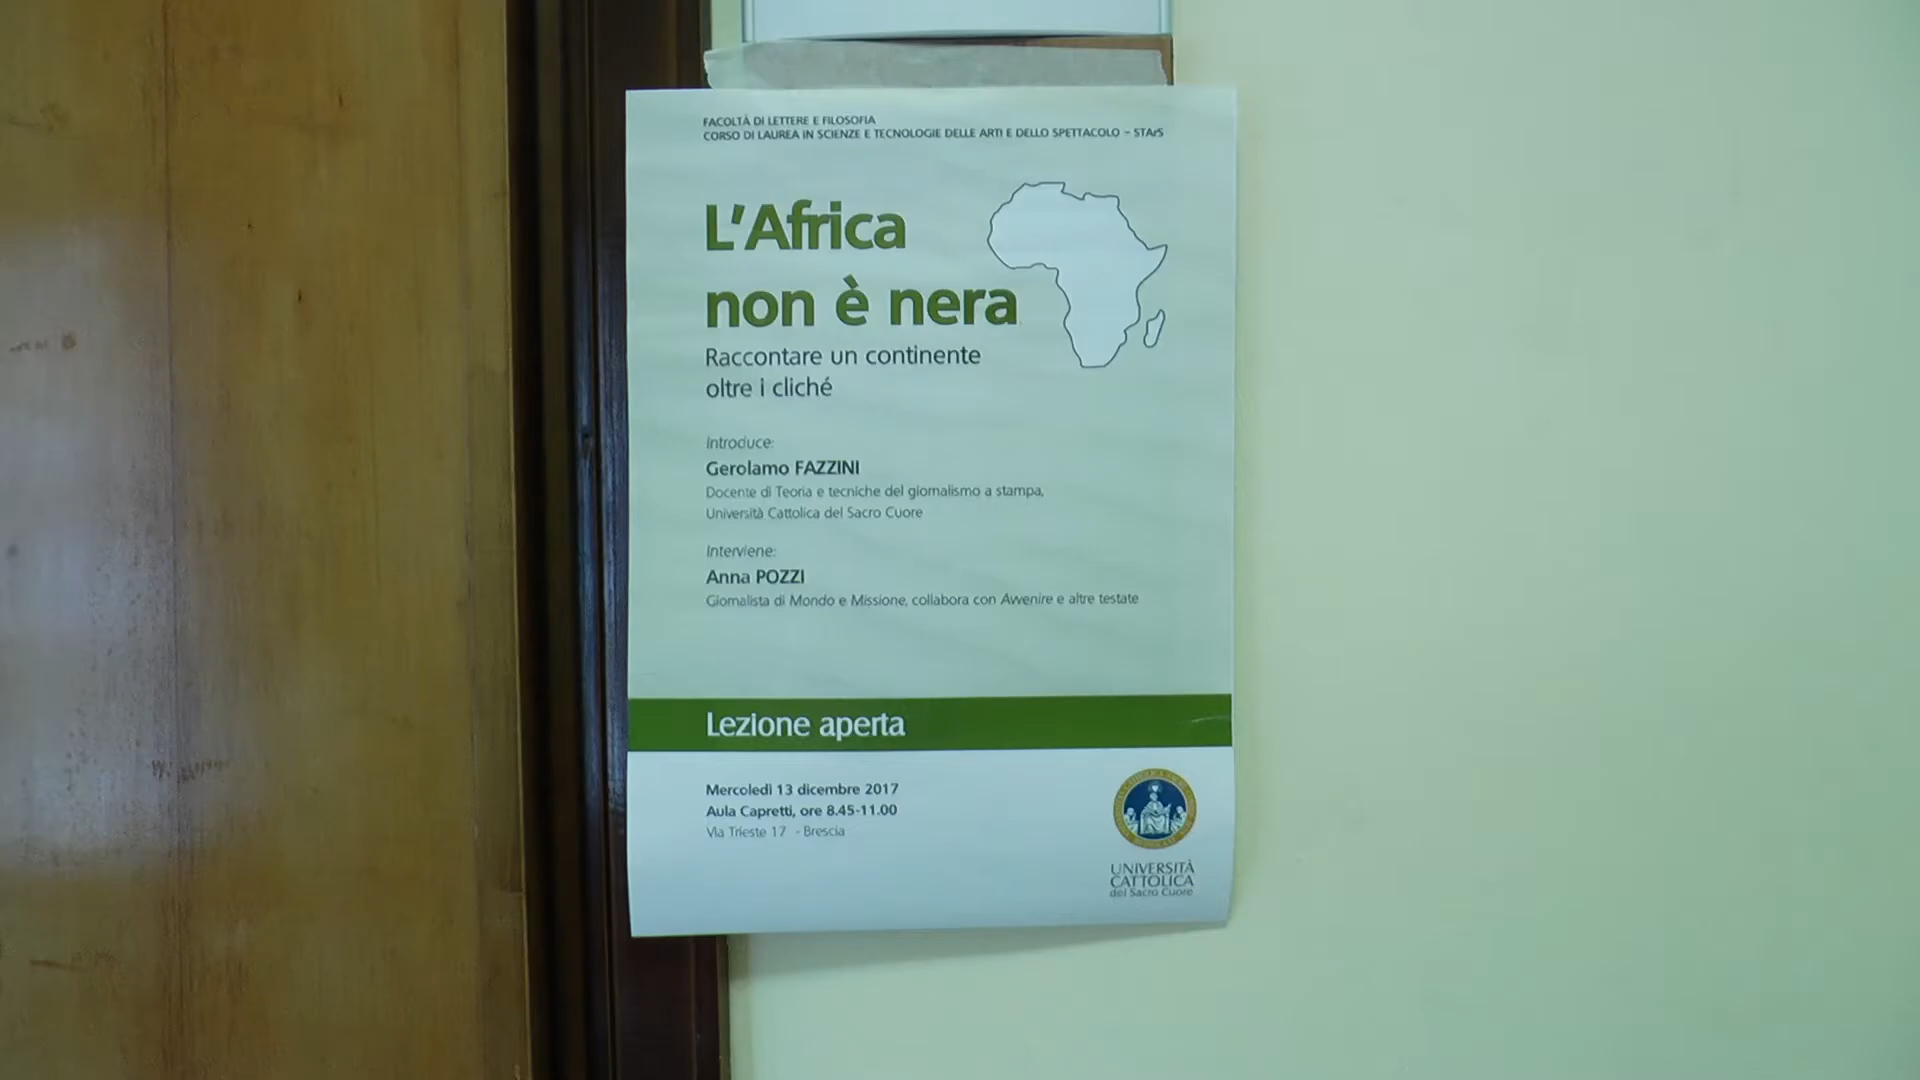 FACOLTÀ DI LETTERE E FILOSOFIA
CORSO DI LAUREA IN SCIENZE E TECNOLOGIE DELLE ARTI E DELLO SPETTACOLO – STArS
L'Africa
non è nera
Raccontare un continente
oltre i cliché
Introduce:
Gerolamo FAZZINI
Docente di Teoria e tecniche del giornalismo a stampa,
Università Cattolica del Sacro Cuore
Interviene:
Anna POZZI
Giornalista di Mondo e Missione, collabora con Avvenire e altre testate
Lezione aperta
Mercoledì 13 dicembre 2017
Aula Capretti, ore 8.45-11.00
Via Trieste 17 - Brescia
UNIVERSITÀ
CATTOLICA
del Sacro Cuore